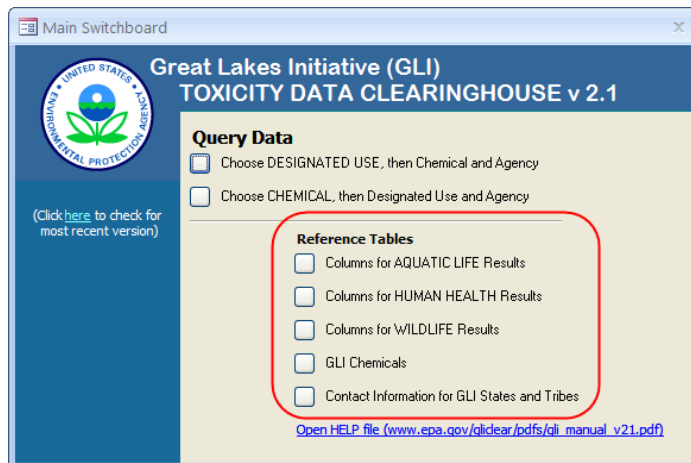 Main Switchboard
Great Lakes Initiative (GLI)
TOXICITY DATA CLEARINGHOUSE v 2.1
UNITED STATES
ENVIRONMENTAL PROTECTION AGENCY
Query Data
Choose DESIGNATED USE, then Chemical and Agency
Choose CHEMICAL, then Designated Use and Agency
(Click here to check for
most recent version)
Reference Tables
Columns for AQUATIC LIFE Results
Columns for HUMAN HEALTH Results
Columns for WILDLIFE Results
GLI Chemicals
Contact Information for GLI States and Tribes
Open HELP file (www.epa.gov/gliclear/pdfs/gli_manual_v21.pdf)